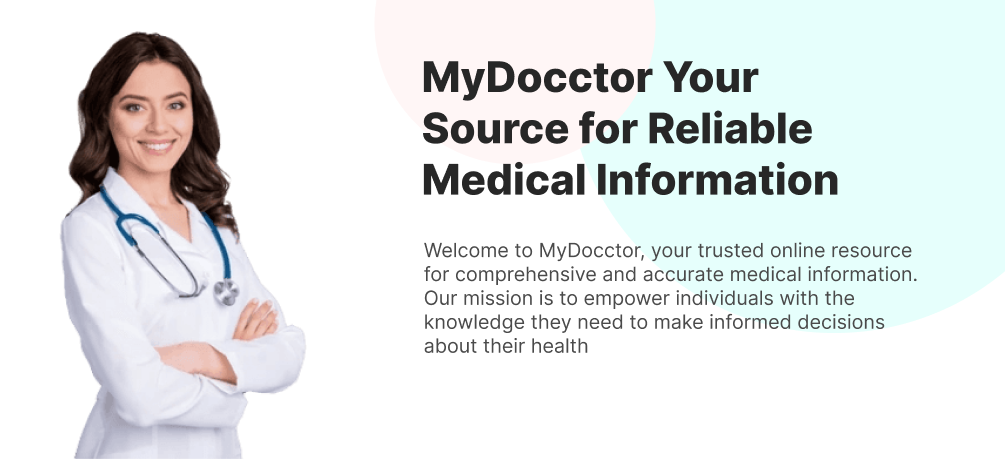 MyDocctor Your
Source for Reliable
Medical Information
Welcome to MyDocctor, your trusted online resource
for comprehensive and accurate medical information.
Our mission is to empower individuals with the
knowledge they need to make informed decisions
about their health